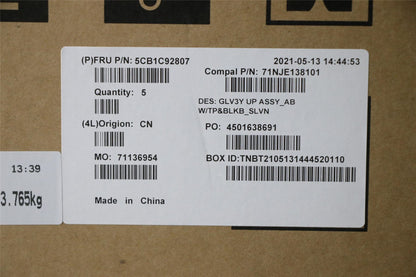 (P)FRU P/N: 5CB1C92807
2021-05-13 14:44:53
Compal P/N: 71NJE138101
Quantity: 5
DES: GLV3Y UP ASSY_AB
W/TP&BLKB_SLVN
(4L)Origion: CN
PO: 4501638691
MO: 71136954
BOX ID:TNBT2105131444520110
Made in China
13:39
3.765kg